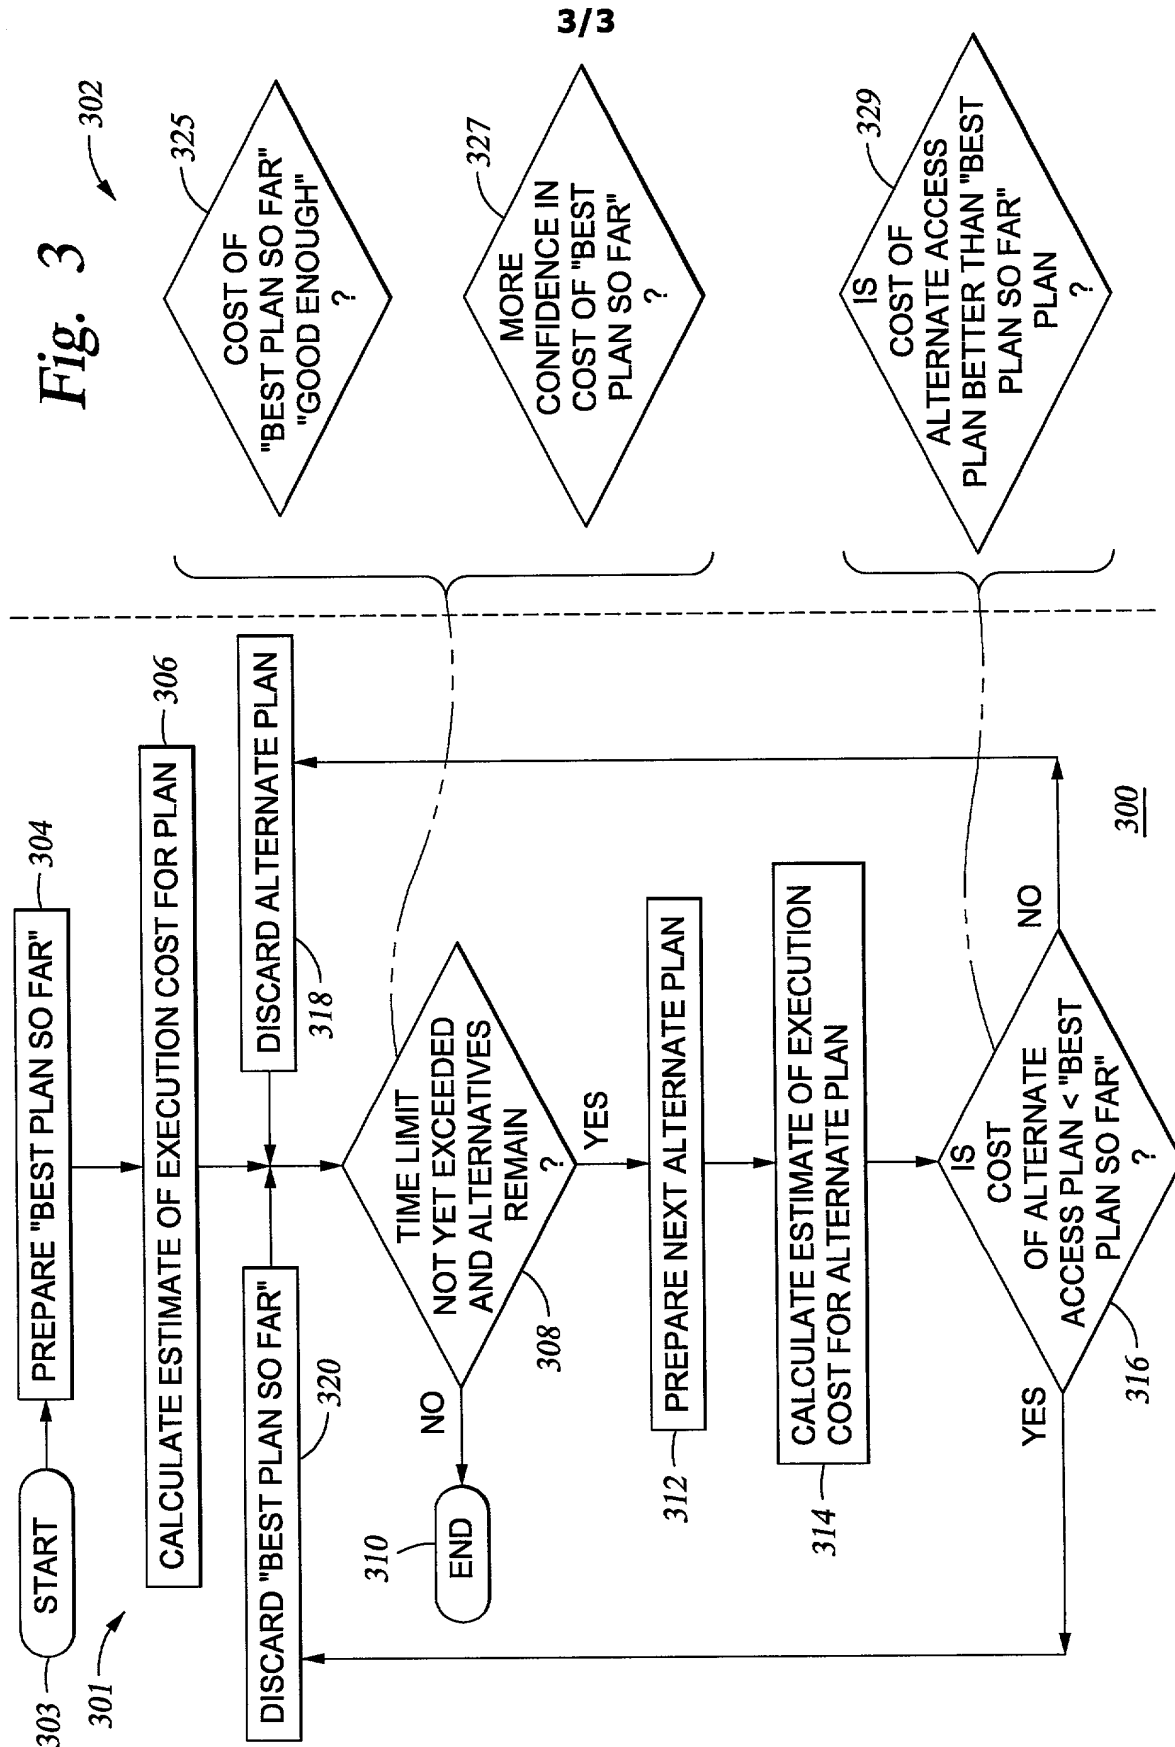 3/3
Fig. 3
302
301
303
START
PREPARE "BEST PLAN SO FAR"
304
CALCULATE ESTIMATE OF EXECUTION COST FOR PLAN
306
DISCARD "BEST PLAN SO FAR"
320
DISCARD ALTERNATE PLAN
318
TIME LIMIT
NOT YET EXCEEDED
AND ALTERNATIVES
REMAIN
?
308
NO
YES
310
END
PREPARE NEXT ALTERNATE PLAN
312
CALCULATE ESTIMATE OF EXECUTION
COST FOR ALTERNATE PLAN
314
IS
COST
OF ALTERNATE
ACCESS PLAN < "BEST
PLAN SO FAR"
?
316
YES
NO
300
COST OF
"BEST PLAN SO FAR"
"GOOD ENOUGH"
?
325
MORE
CONFIDENCE IN
COST OF "BEST
PLAN SO FAR"
?
327
IS
COST OF
ALTERNATE ACCESS
PLAN BETTER THAN "BEST
PLAN SO FAR"
PLAN
?
329